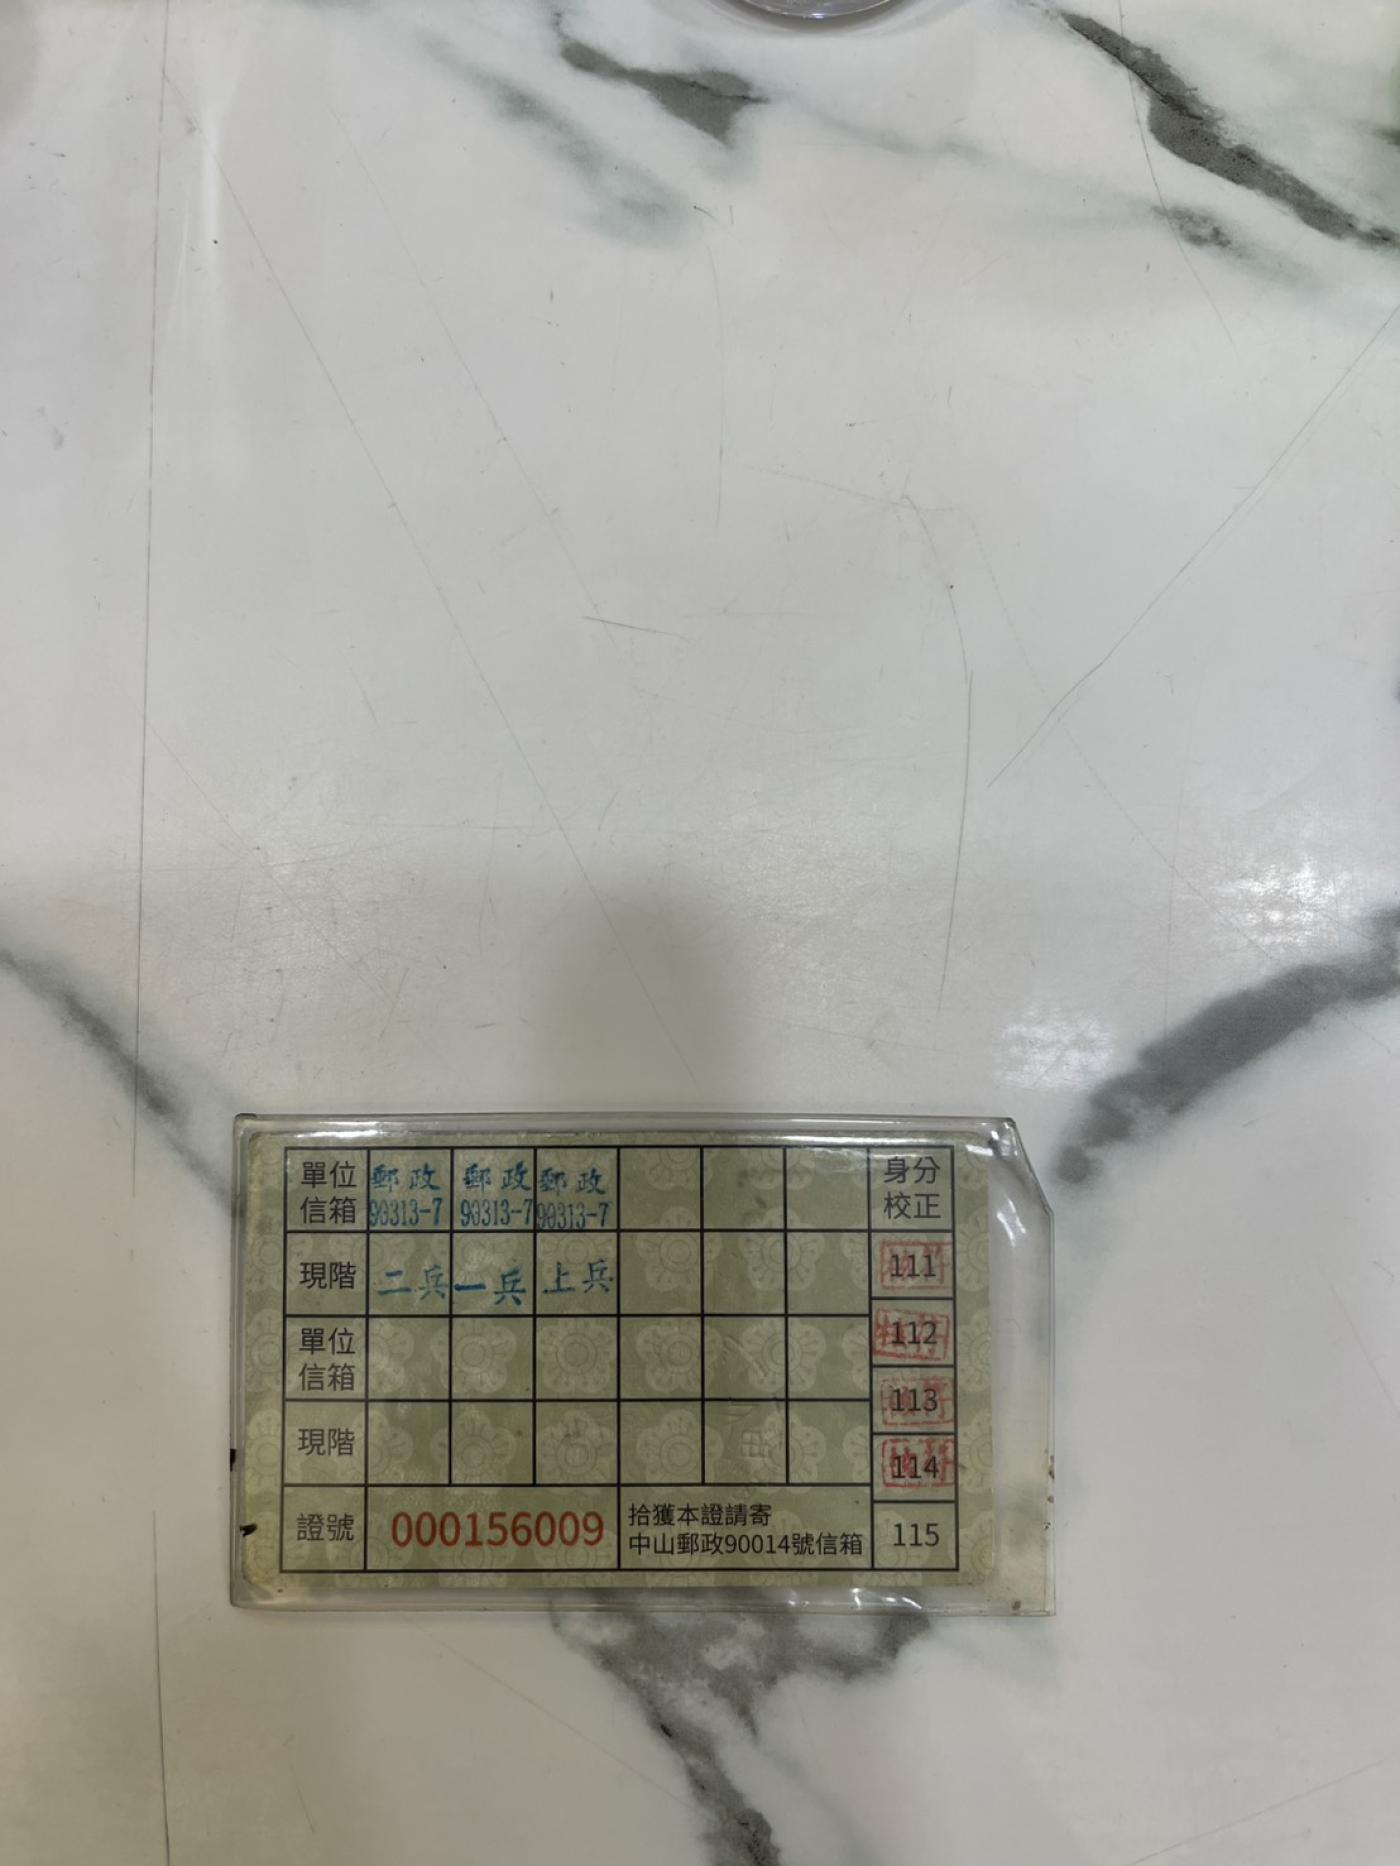 單位
信箱
郵政
90313-7
郵政
90313-7
郵政
90313-7
身分
校正
現階
二兵
一兵
上兵
111
單位
信箱
112
113
現階
114
證號
000156009
拾獲本證請寄
中山郵政90014號信箱
115